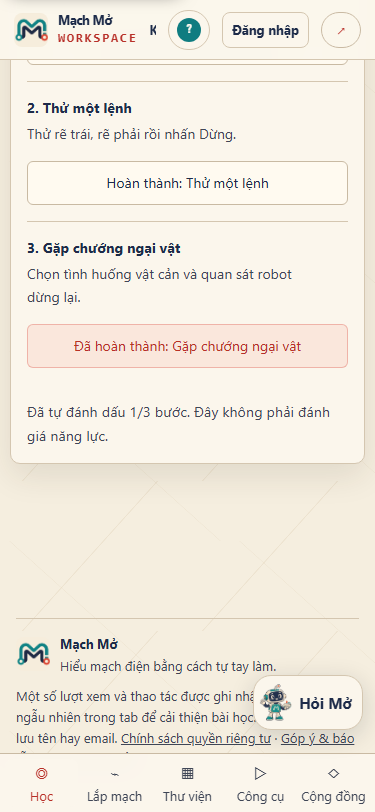 Mạch Mở
WORKSPACE
?
Đăng nhập
↗
2. Thử một lệnh
Thử rẽ trái, rẽ phải rồi nhấn Dừng.
Hoàn thành: Thử một lệnh
3. Gặp chướng ngại vật
Chọn tình huống vật cản và quan sát robot
dừng lại.
Đã hoàn thành: Gặp chướng ngại vật
Đã tự đánh dấu 1/3 bước. Đây không phải đánh
giá năng lực.
Mạch Mở
Hiểu mạch điện bằng cách tự tay làm.
Một số lượt xem và thao tác được ghi
ngẫu nhiên trong tab để cải thiện bài học.
lưu tên hay email. Chính sách quyền riêng tư · Góp ý & báo
Hỏi Mở
Học
Lắp mạch
Thư viện
Công cụ
Cộng đồng